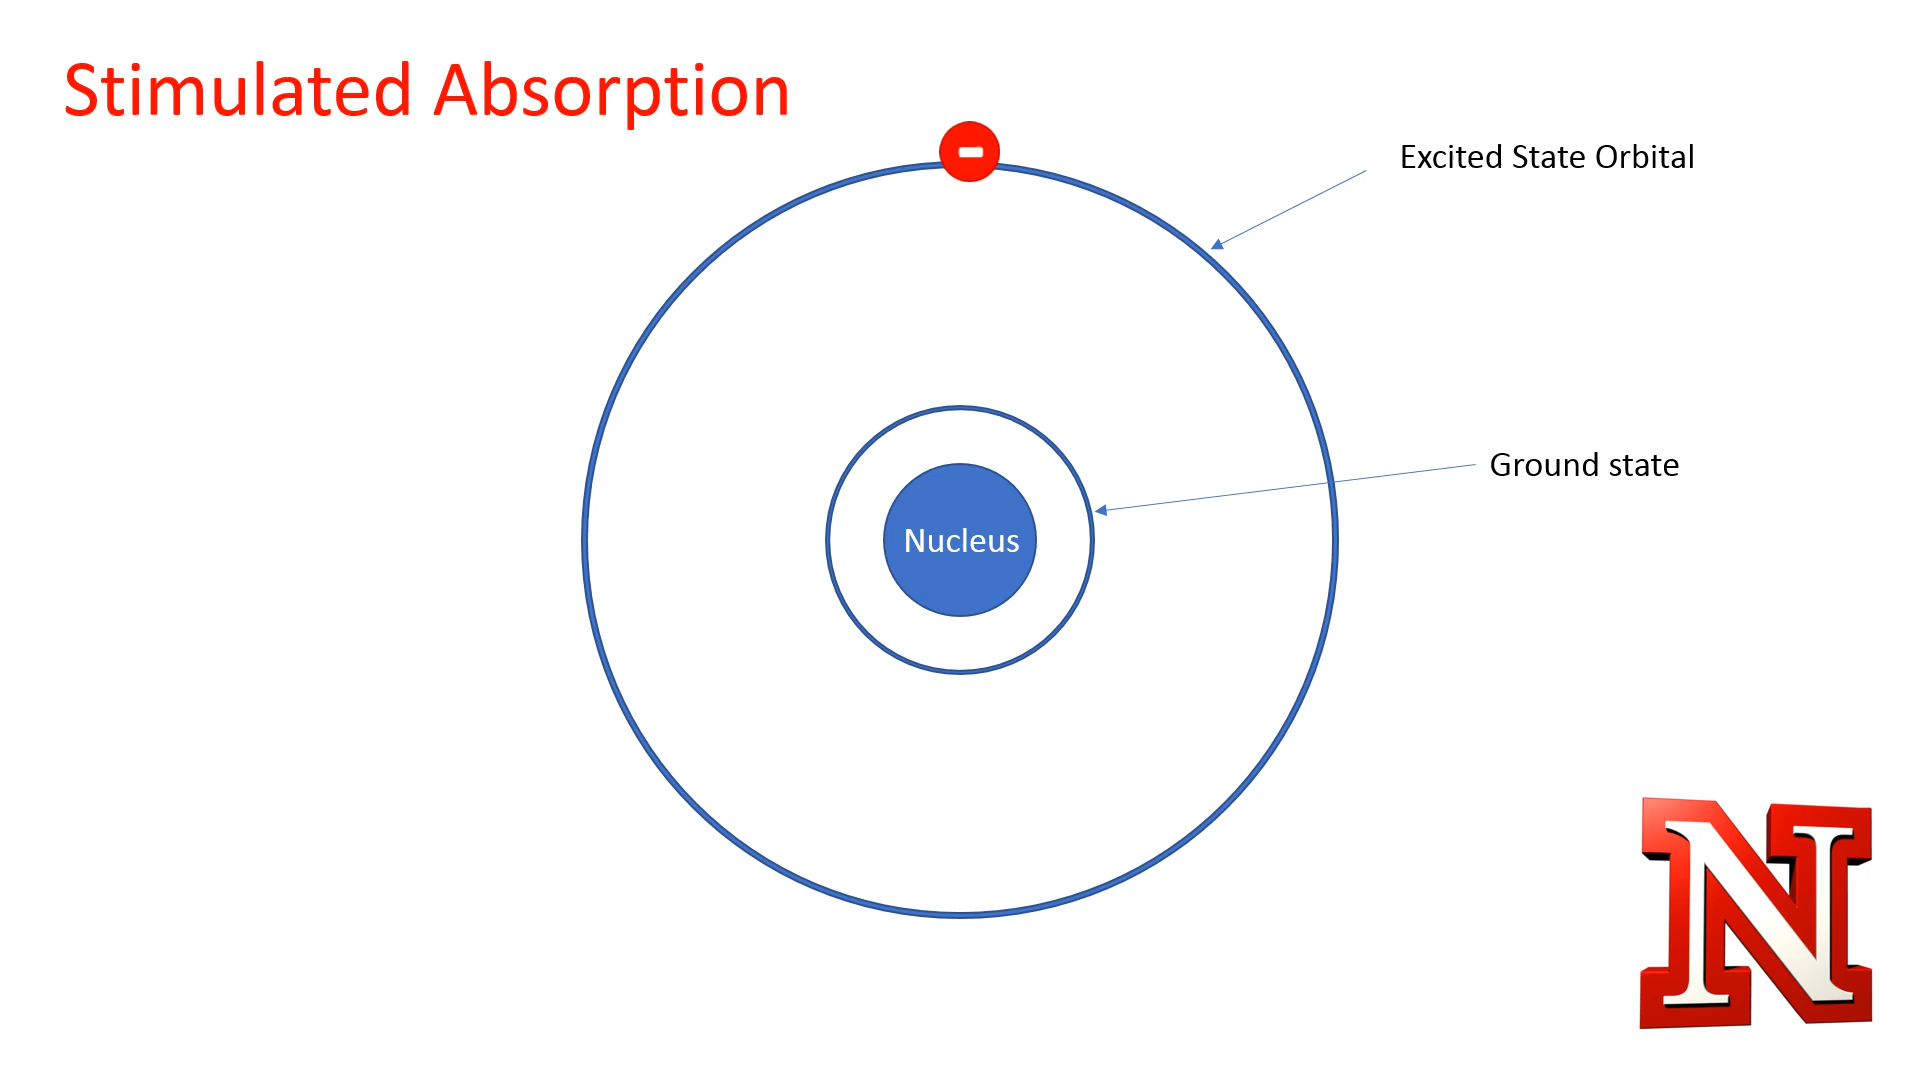 Stimulated Absorption
Excited State Orbital
Ground state
Nucleus
N